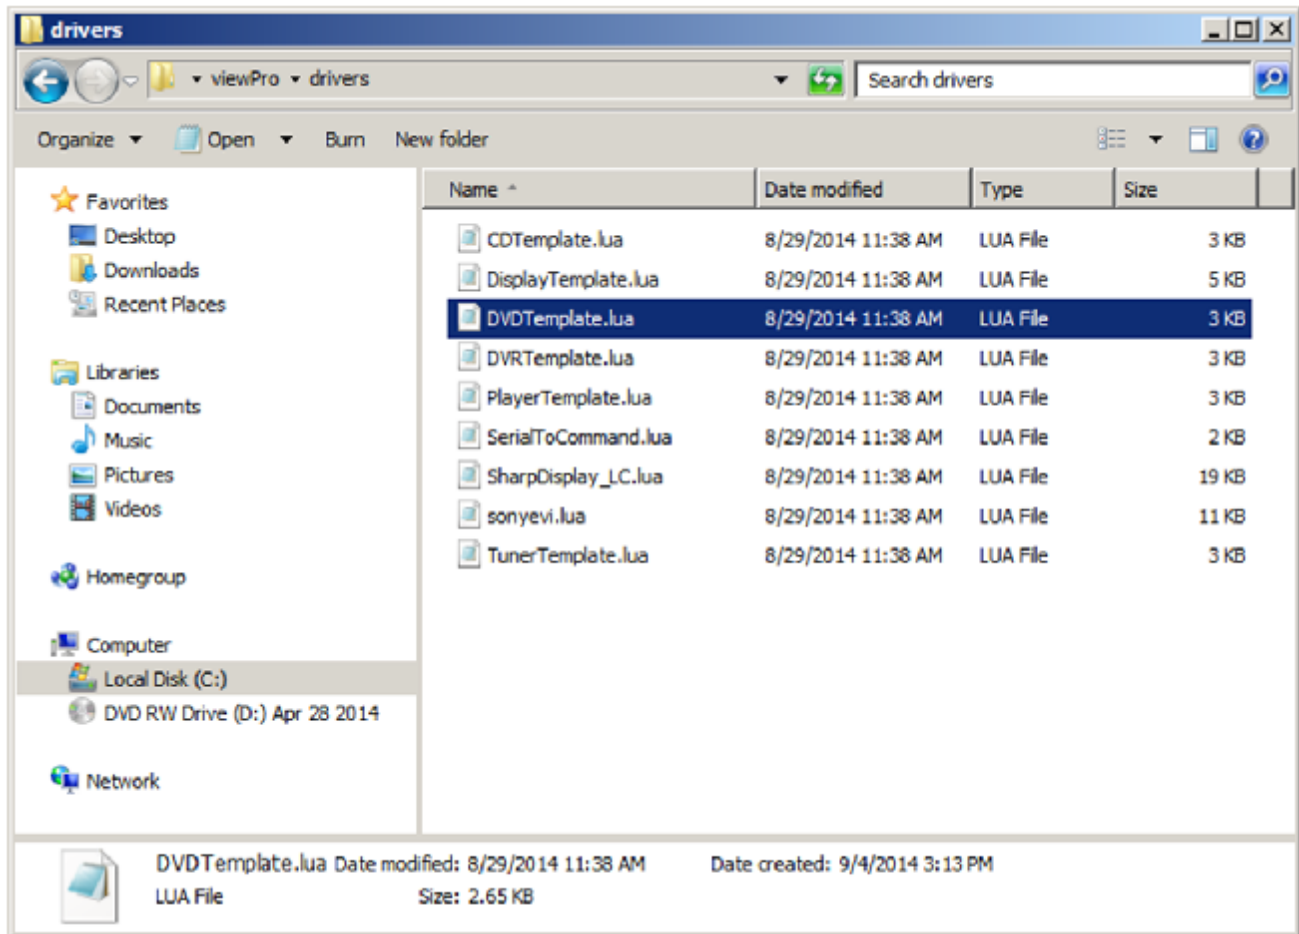 drivers
viewPro drivers
Search drivers
Organize Open Burn New folder
Favorites
Desktop
Downloads
Recent Places
Libraries
Documents
Music
Pictures
Videos
Homegroup
Computer
Local Disk (C:)
DVD RW Drive (D:) Apr 28 2014
Network
Name Date modified Type Size
CDTemplate.lua 8/29/2014 11:38 AM LUA File 3 KB
DisplayTemplate.lua 8/29/2014 11:38 AM LUA File 5 KB
DVDTemplate.lua 8/29/2014 11:38 AM LUA File 3 KB
DVRTemplate.lua 8/29/2014 11:38 AM LUA File 3 KB
PlayerTemplate.lua 8/29/2014 11:38 AM LUA File 3 KB
SerialToCommand.lua 8/29/2014 11:38 AM LUA File 2 KB
SharpDisplay_LC.lua 8/29/2014 11:38 AM LUA File 19 KB
sonyevi.lua 8/29/2014 11:38 AM LUA File 11 KB
TunerTemplate.lua 8/29/2014 11:38 AM LUA File 3 KB
DVDTemplate.lua Date modified: 8/29/2014 11:38 AM Date created: 9/4/2014 3:13 PM
LUA File Size: 2.65 KB